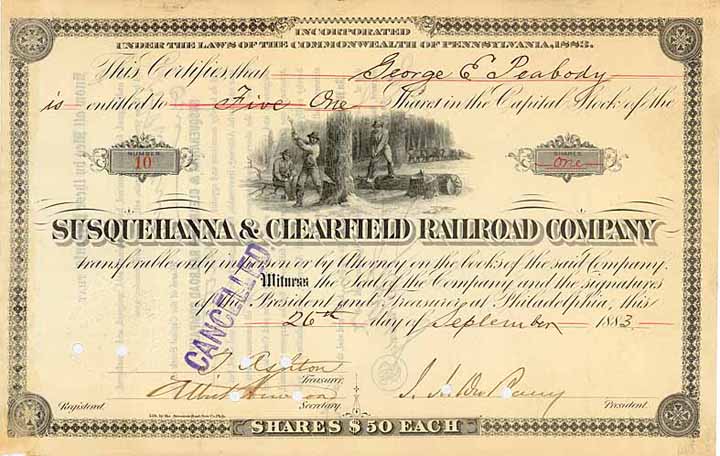 INCORPORATED
UNDER THE LAWS OF THE COMMONWEALTH OF PENNSYLVANIA, 1883.
This Certifies that George E Peabody
is entitled to Five One Shares in the Capital Stock of the
NUMBER
10
SHARES
One
SUSQUEHANNA & CLEARFIELD RAILROAD COMPANY
transferable only in person or by Attorney on the books of the said Company.
Witness the Seal of the Company and the signatures
of the President and Treasurer, at Philadelphia, this
26th day of September 1883.
CANCELLED
Ashton
Treasurer.
Albert
Registered
Secretary.
President.
SHARES $50 EACH